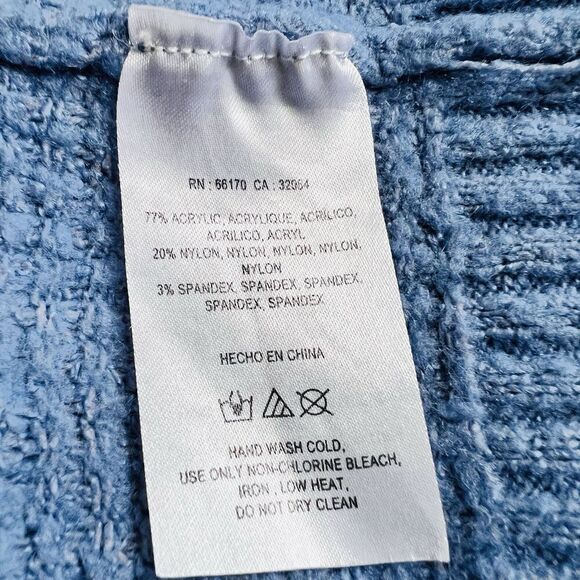 RN : 66170 CA : 32054
77% ACRYLIC, ACRYLIQUE, ACRÍLICO,
ACRILICO, ACRYL
20% NYLON, NYLON, NYLON, NYLON,
NYLON
3% SPANDEX, SPANDEX, SPANDEX,
SPANDEX, SPANDEX
HECHO EN CHINA
HAND WASH COLD,
USE ONLY NON-CHLORINE BLEACH,
IRON , LOW HEAT,
DO NOT DRY CLEAN